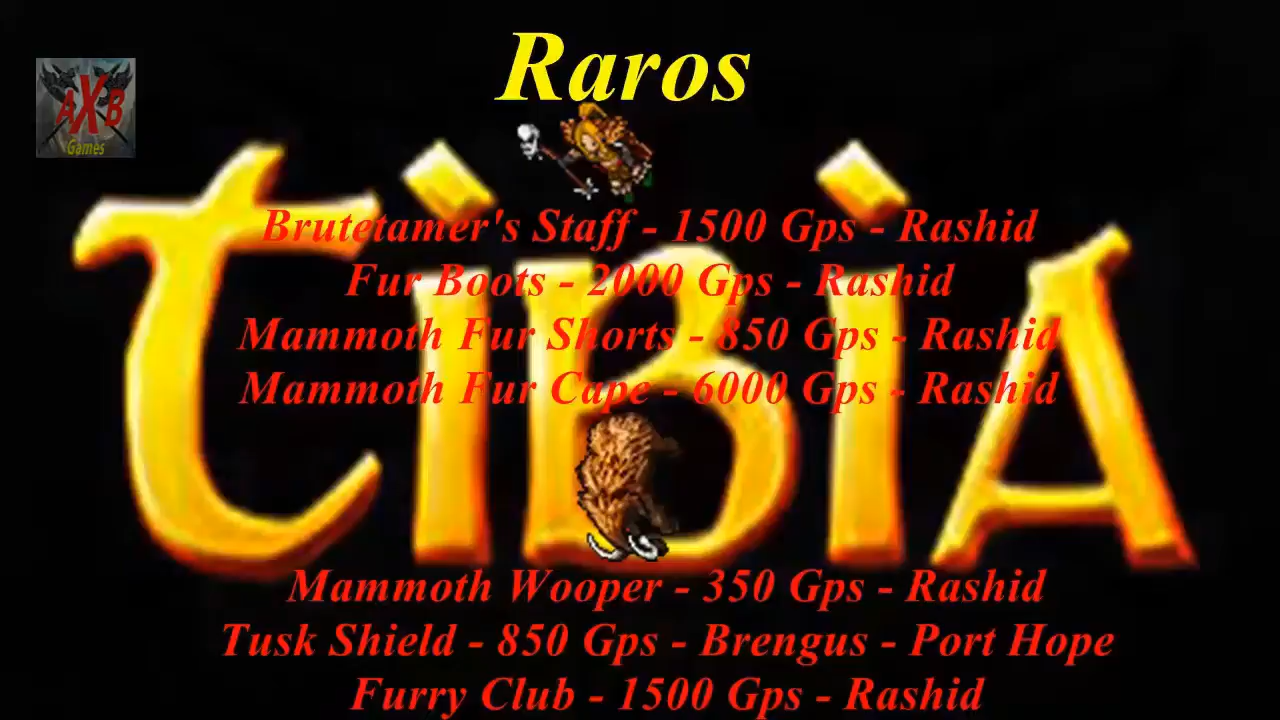 Raros
AXB
Games
TIBIA
Brutetamer's Staff - 1500 Gps - Rashid
Fur Boots - 2000 Gps - Rashid
Mammoth Fur Shorts - 850 Gps - Rashid
Mammoth Fur Cape - 6000 Gps - Rashid
Mammoth Wooper - 350 Gps - Rashid
Tusk Shield - 850 Gps - Brengus - Port Hope
Furry Club - 1500 Gps - Rashid